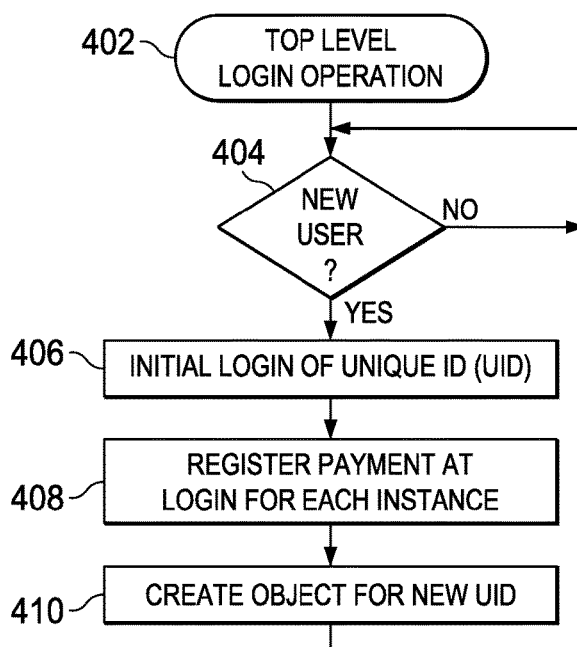 402
TOP LEVEL
LOGIN OPERATION
404
NEW
USER
?
NO
YES
406
INITIAL LOGIN OF UNIQUE ID (UID)
408
REGISTER PAYMENT AT
LOGIN FOR EACH INSTANCE
410
CREATE OBJECT FOR NEW UID